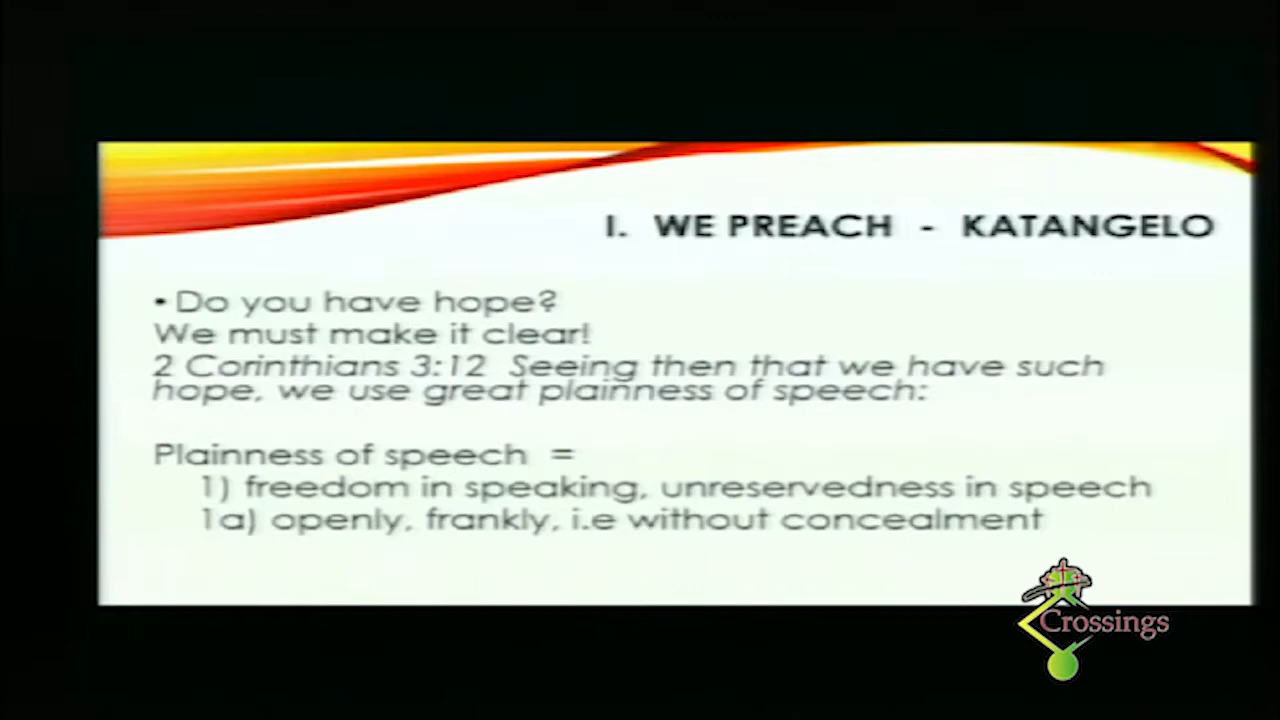 I. WE PREACH - KATANGELO
• Do you have hope?
We must make it clear!
2 Corinthians 3:12 Seeing then that we have such
hope, we use great plainness of speech:
Plainness of speech =
1) freedom in speaking, unreservedness in speech
1a) openly, frankly, i.e without concealment
Crossings